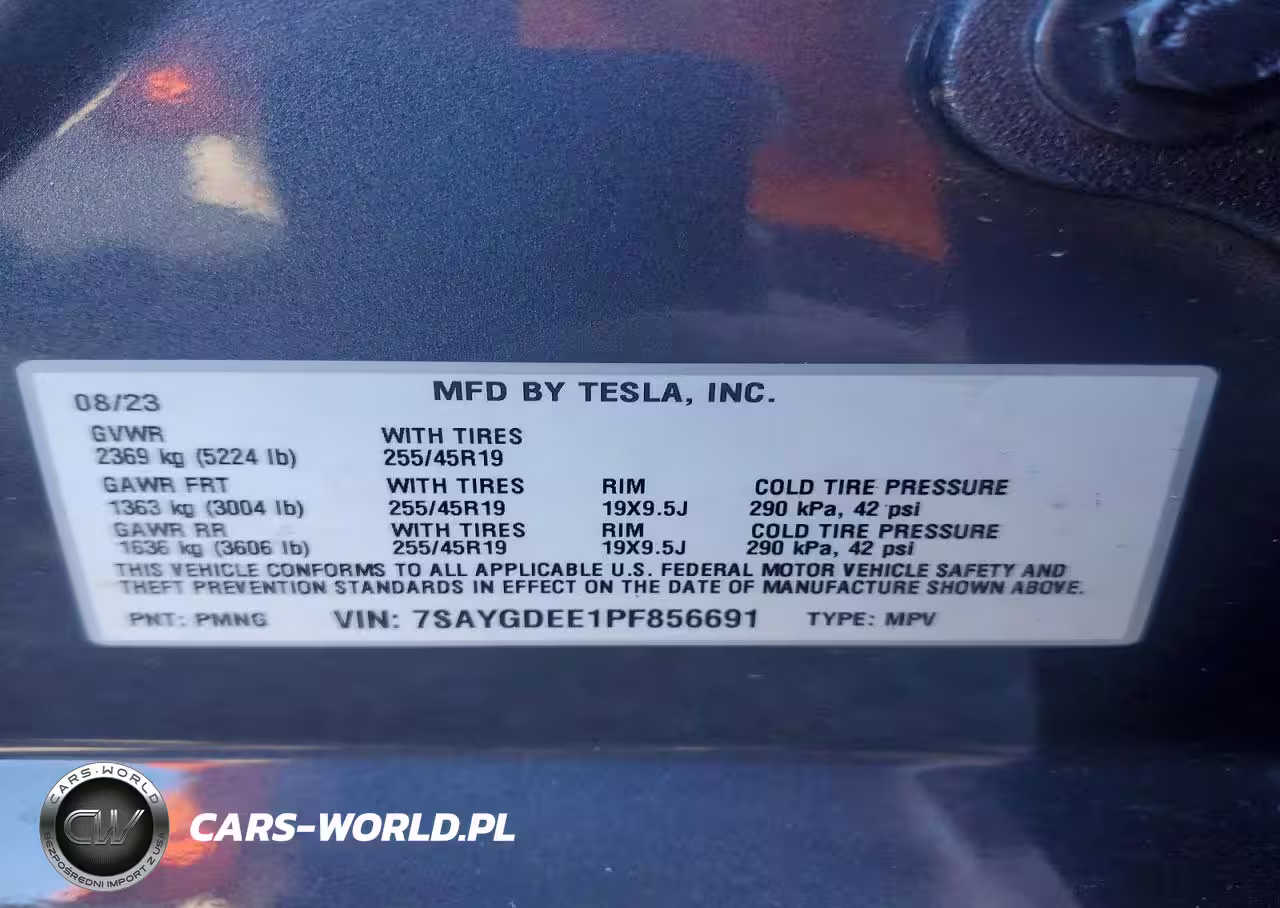 MFD BY TESLA, INC.
08/23
GVWR WITH TIRES
2369 kg (5224 lb) 255/45R19
GAWR FRT WITH TIRES RIM COLD TIRE PRESSURE
1363 kg (3004 lb) 255/45R19 19X9.5J 290 kPa, 42 psi
GAWR RR WITH TIRES RIM COLD TIRE PRESSURE
1636 kg (3606 lb) 255/45R19 19X9.5J 290 kPa, 42 psi
THIS VEHICLE CONFORMS TO ALL APPLICABLE U.S. FEDERAL MOTOR VEHICLE SAFETY AND
THEFT PREVENTION STANDARDS IN EFFECT ON THE DATE OF MANUFACTURE SHOWN ABOVE.
PNT: PMNG VIN: 7SAYGDEE1PF856691 TYPE: MPV
CARS-WORLD
CW
BEZPOŚREDNI IMPORT Z USA
CARS-WORLD.PL